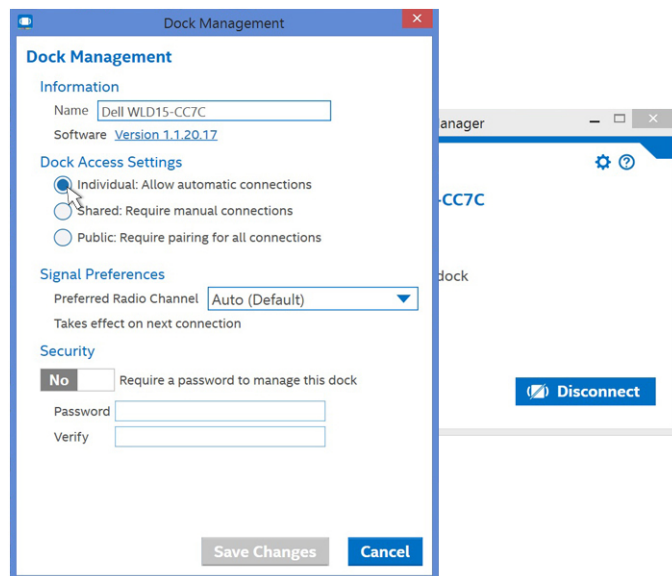 Dock Management
Dock Management
Information
Name Dell WLD15-CC7C
Software Version 1.1.20.17
Dock Access Settings
Individual: Allow automatic connections
Shared: Require manual connections
Public: Require pairing for all connections
Signal Preferences
Preferred Radio Channel Auto (Default)
Takes effect on next connection
Security
No Require a password to manage this dock
Password
Verify
Save Changes Cancel
anager
-CC7C
dock
Disconnect